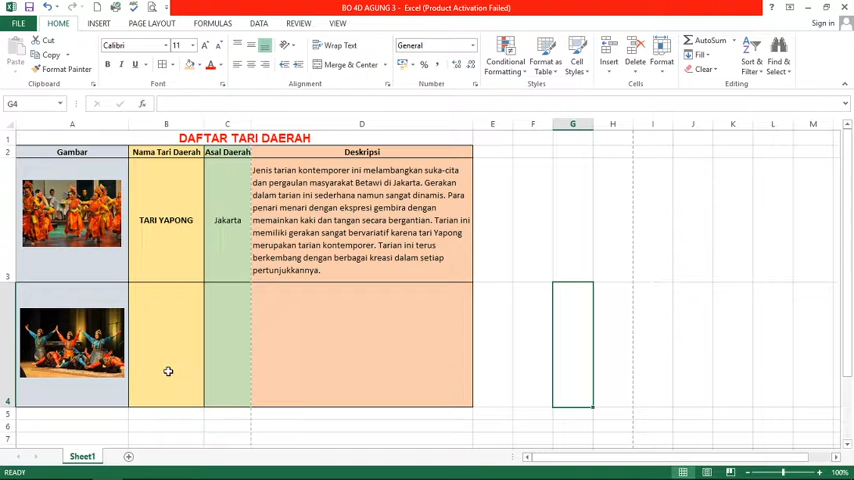 BO 4D AGUNG 3 - Excel (Product Activation Failed)
FILE HOME INSERT PAGE LAYOUT FORMULAS DATA REVIEW VIEW Sign in
Paste
Cut
Copy
Format Painter
Clipboard
Calibri 11
B I U
Font
Wrap Text
Merge & Center
Alignment
General
Number
Conditional Formatting
Format as Table
Cell Styles
Styles
Insert
Delete
Format
Cells
AutoSum
Fill
Clear
Sort & Filter
Find & Select
Editing
G4
fx
A B C D E F G H I J K L M
1 DAFTAR TARI DAERAH
2 Gambar Nama Tari Daerah Asal Daerah Deskripsi
3 TARI YAPONG Jakarta
Jenis tarian kontemporer ini melambangkan suka-cita
dan pergaulan masyarakat Betawi di Jakarta. Gerakan
dalam tarian ini sederhana namun sangat dinamis. Para
penari menari dengan ekspresi gembira dengan
memainkan kaki dan tangan secara bergantian. Tarian ini
memiliki gerakan sangat bervariatif karena tari Yapong
merupakan tarian kontemporer. Tarian ini terus
berkembang dengan berbagai kreasi dalam setiap
pertunjukkannya.
4
5
6
7
Sheet1
READY 100%